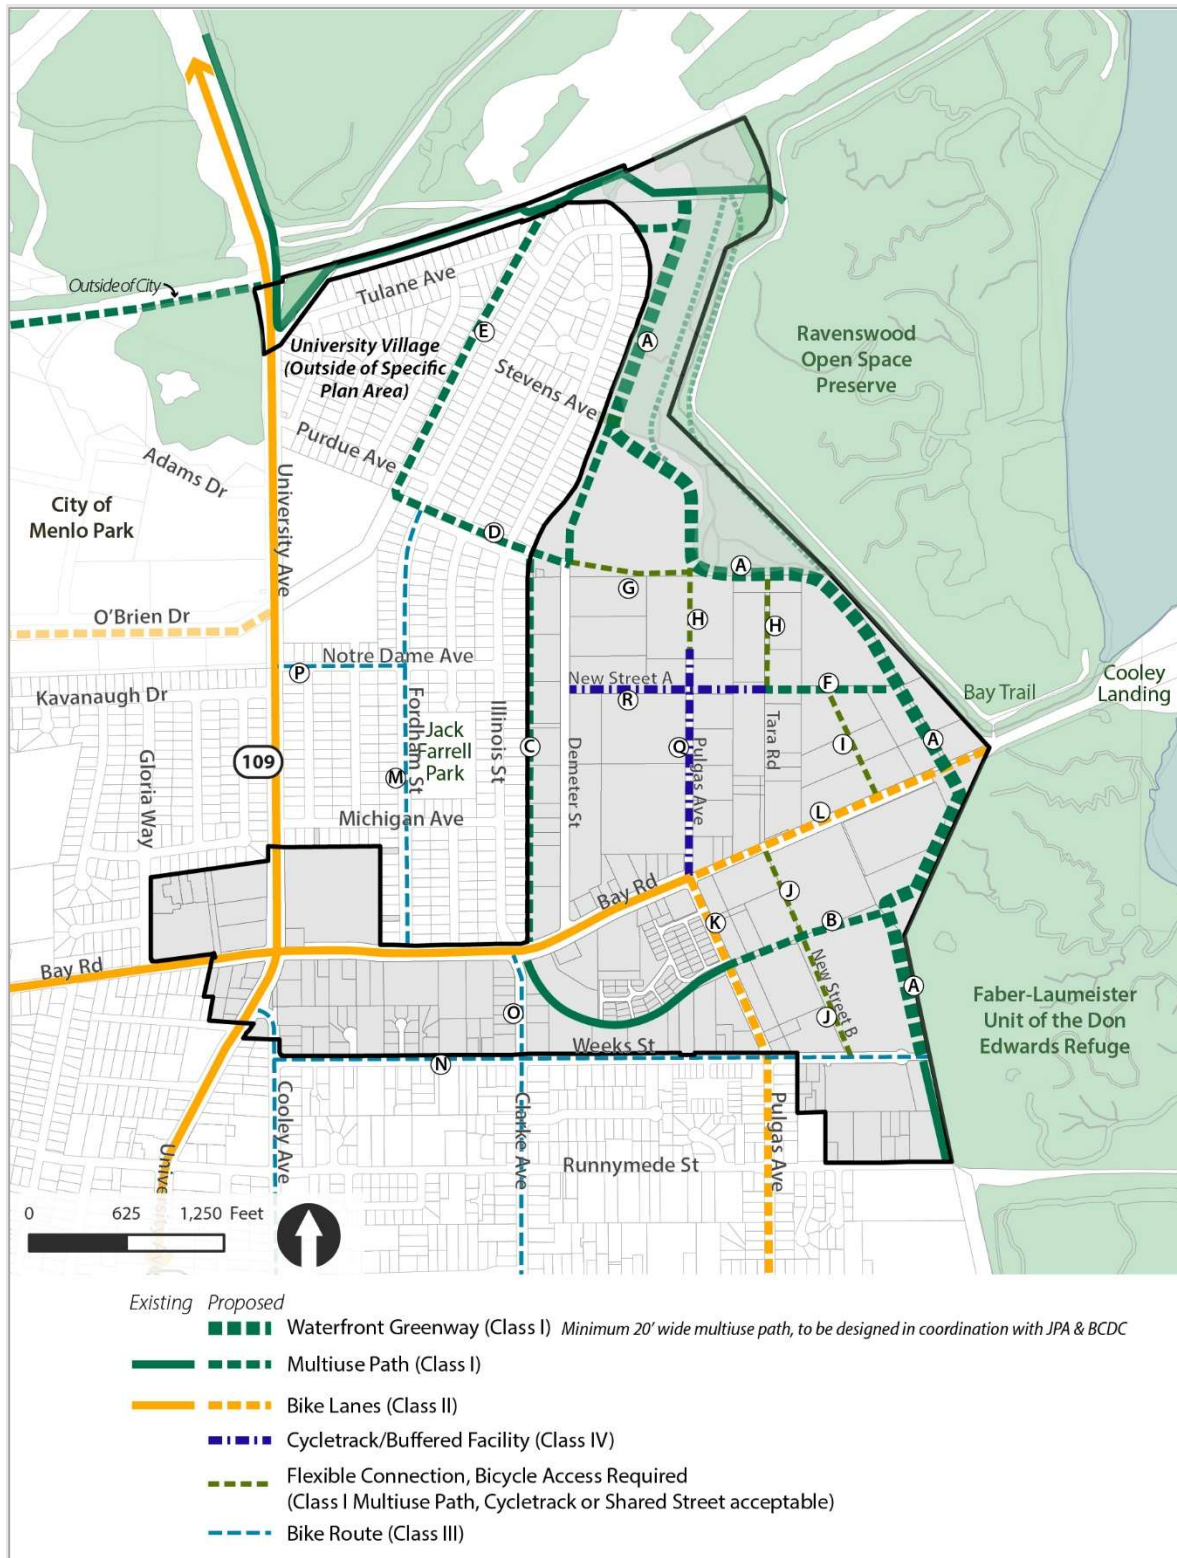 Outside of City
Tulane Ave
E
University Village
(Outside of Specific
Plan Area)
A
Stevens Ave
Ravenswood
Open Space
Preserve
Purdue Ave
Adams Dr
City of
Menlo Park
University Ave
D
A
G
A
O'Brien Dr
H
H
Notre Dame Ave
P
New Street A
F
Bay Trail
Cooley
Landing
Kavanaugh Dr
R
Fordham St
Jack
Farrell
Park
Illinois St
C
Demeter St
Q
Pulgas Ave
Tara Rd
I
A
Gloria Way
109
M
Michigan Ave
L
Bay Rd
J
K
B
Bay Rd
New Street B
A
O
J
Faber-Laumeister
Unit of the Don
Edwards Refuge
Weeks St
N
Cooley Ave
Clarke Ave
Pulgas Ave
University Ave
Runnymede St
0 625 1,250 Feet
Existing Proposed
Waterfront Greenway (Class I) Minimum 20' wide multiuse path, to be designed in coordination with JPA & BCDC
Multiuse Path (Class I)
Bike Lanes (Class II)
Cycletrack/Buffered Facility (Class IV)
Flexible Connection, Bicycle Access Required
(Class I Multiuse Path, Cycletrack or Shared Street acceptable)
Bike Route (Class III)